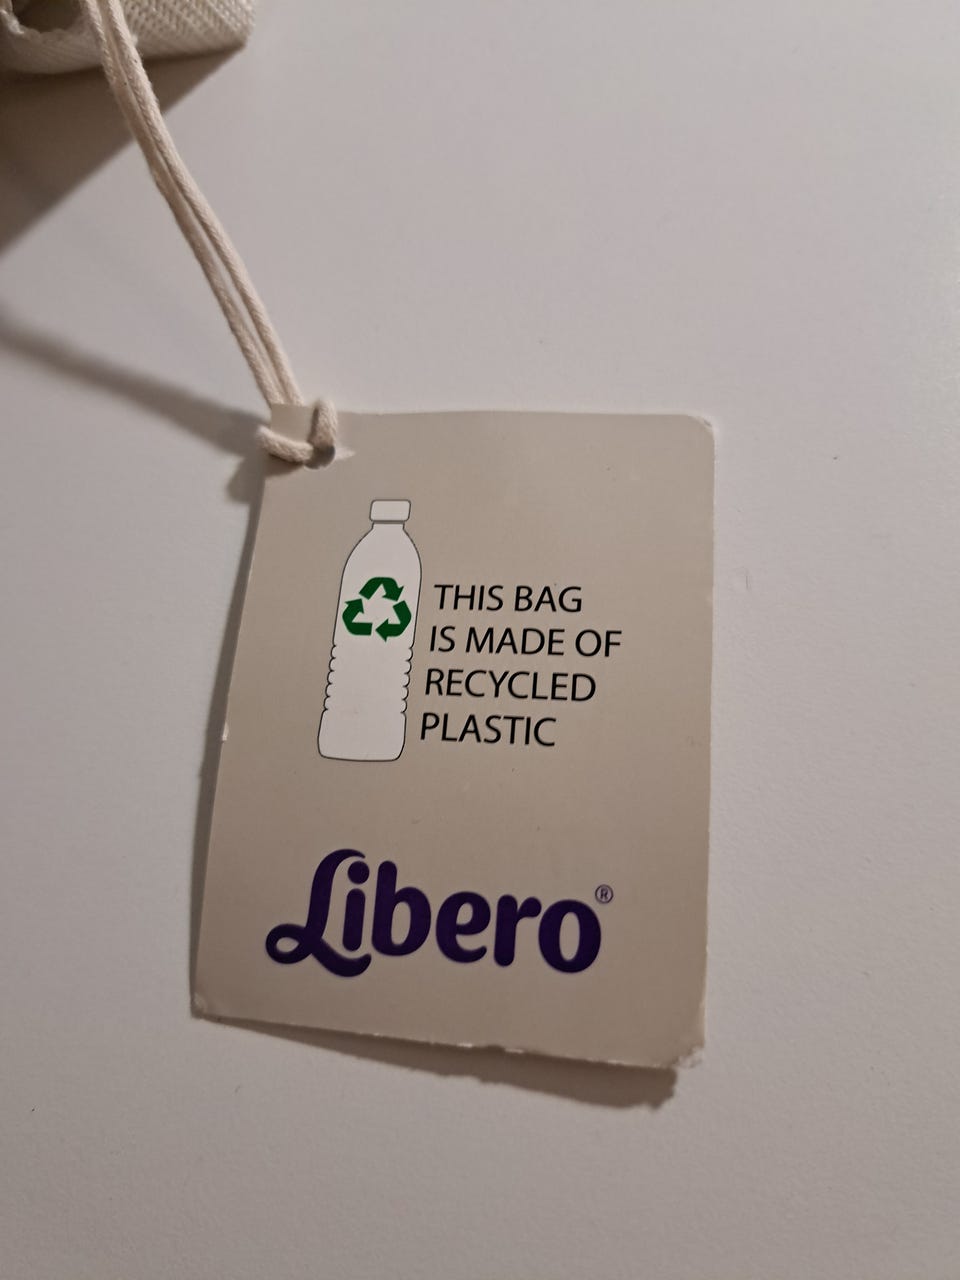 THIS BAG
IS MADE OF
RECYCLED
PLASTIC
Libero®